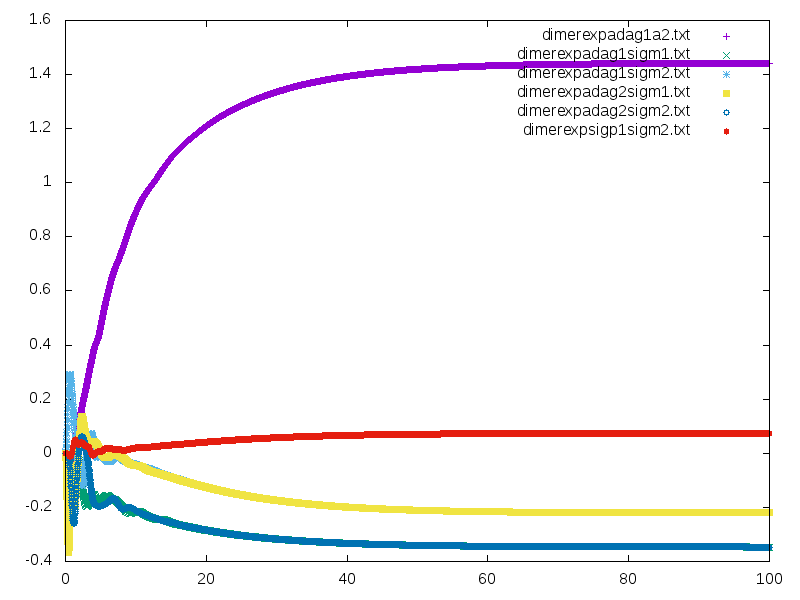 1.6
1.4
1.2
1
0.8
0.6
0.4
0.2
0
-0.2
-0.4
0 20 40 60 80 100
dimerexpadag1a2.txt
dimerexpadag1sigm1.txt
dimerexpadag1sigm2.txt
dimerexpadag2sigm1.txt
dimerexpadag2sigm2.txt
dimerexpsigp1sigm2.txt